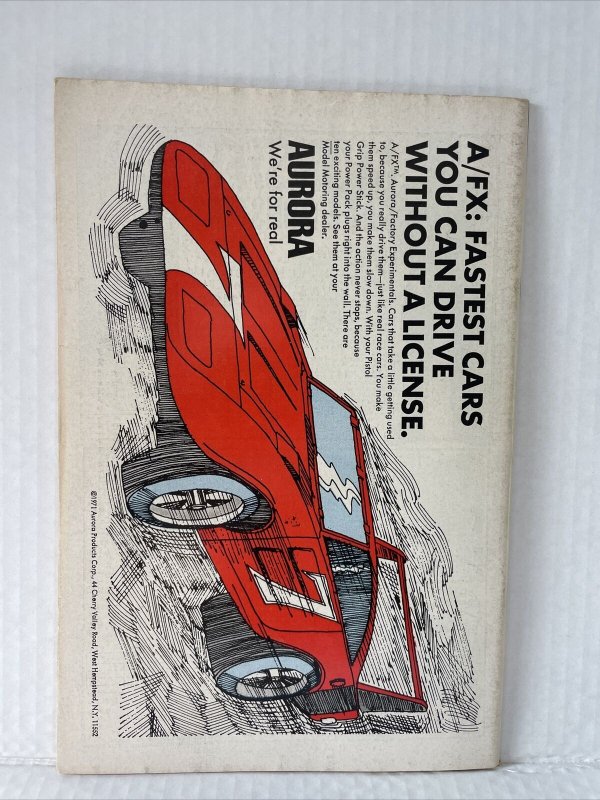 A/FX: FASTEST CARS
YOU CAN DRIVE
WITHOUT A LICENSE.
A/FX™. Aurora/Factory Experimentals. Cars that take a little getting used
to, because you really drive them—just like real race cars. You make
them speed up, you make them slow down. With your Pistol
Grip Power Stick. And the action never stops, because
your Power Pack plugs right into the wall. There are
ten exciting models. See them at your
Model Motoring dealer.
AURORA
We're for real
7
©1971 Aurora Products Corp., 44 Cherry Valley Road, West Hempstead, N.Y. 11552